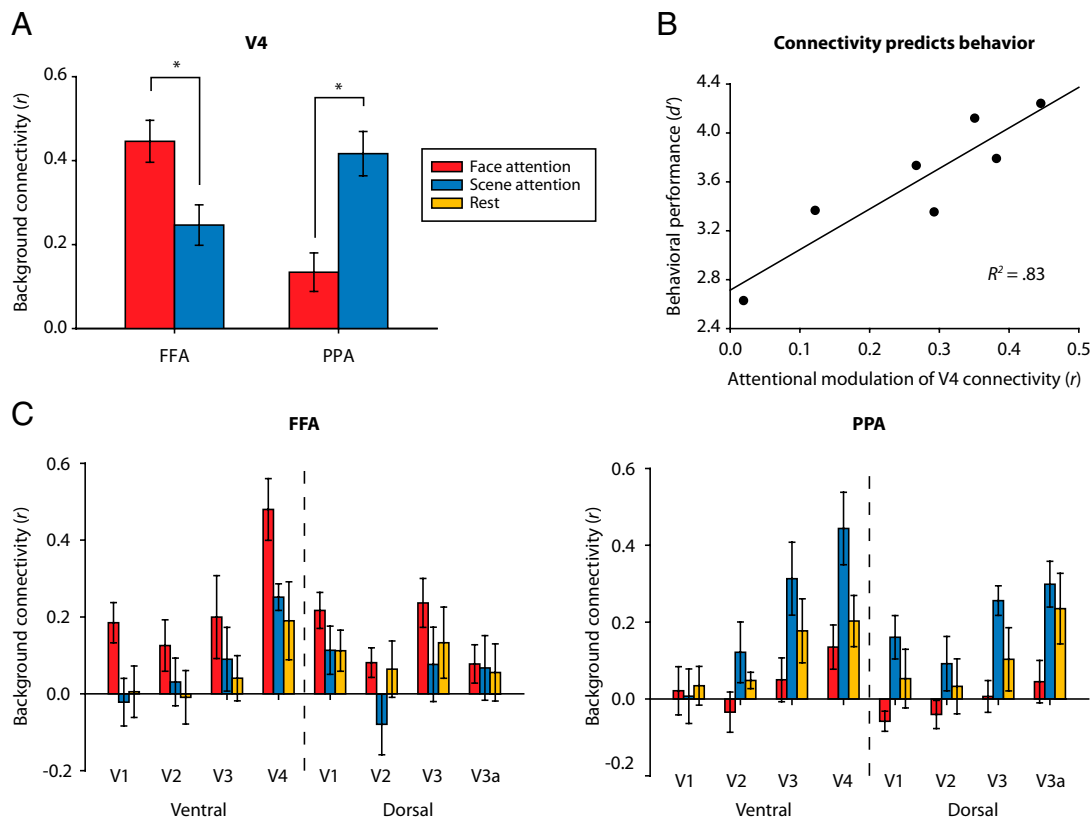 A
V4
*
*
Background connectivity (r)
0.6
0.4
0.2
0.0
FFA
PPA
Face attention
Scene attention
Rest
B
Connectivity predicts behavior
Behavioral performance (d′)
4.4
4.0
3.6
3.2
2.8
2.4
R² = .83
0.0
0.1
0.2
0.3
0.4
0.5
Attentional modulation of V4 connectivity (r)
C
FFA
Background connectivity (r)
0.6
0.4
0.2
0.0
-0.2
V1
V2
V3
V4
V1
V2
V3
V3a
Ventral
Dorsal
PPA
Background connectivity (r)
0.6
0.4
0.2
0.0
-0.2
V1
V2
V3
V4
V1
V2
V3
V3a
Ventral
Dorsal